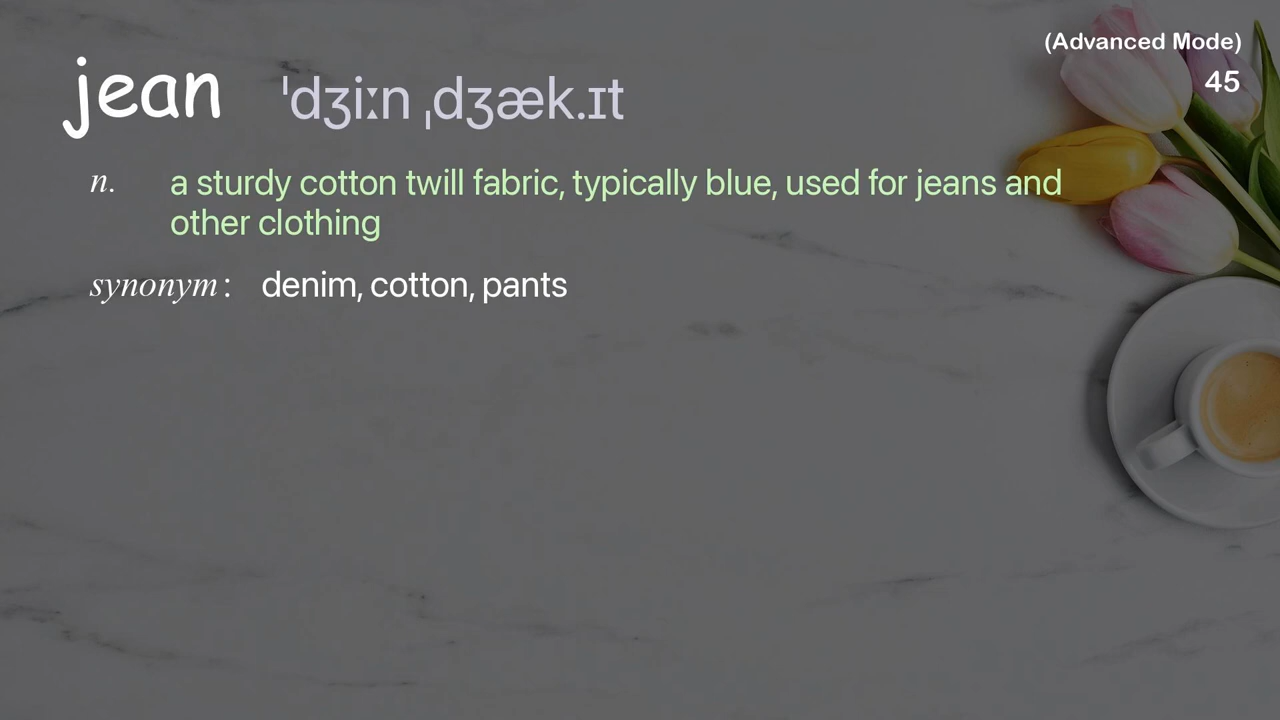 (Advanced Mode)
jean ˈdʒiːn ˌdʒæk.ɪt
45
n. a sturdy cotton twill fabric, typically blue, used for jeans and
other clothing
synonym : denim, cotton, pants